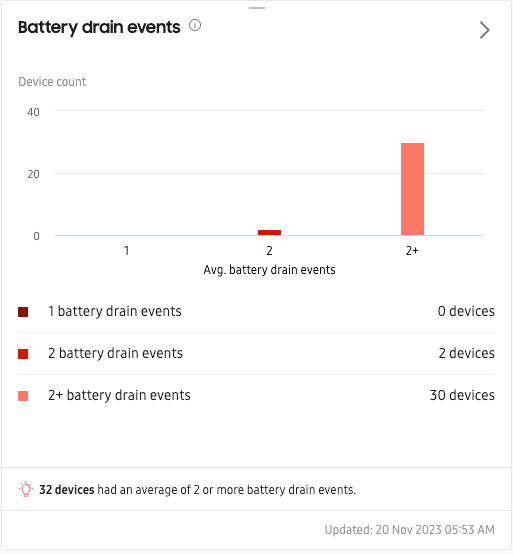 Battery drain events
Device count
40
20
0
1 2 2+
Avg. battery drain events
1 battery drain events 0 devices
2 battery drain events 2 devices
2+ battery drain events 30 devices
32 devices had an average of 2 or more battery drain events.
Updated: 20 Nov 2023 05:53 AM